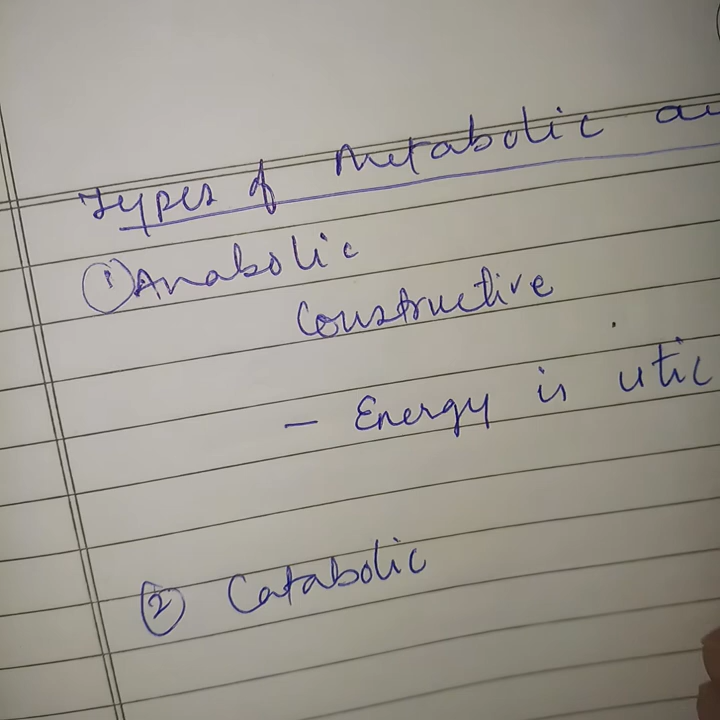 Types of Metabolic
① Anabolic
Constructive
- Energy is
② Catabolic